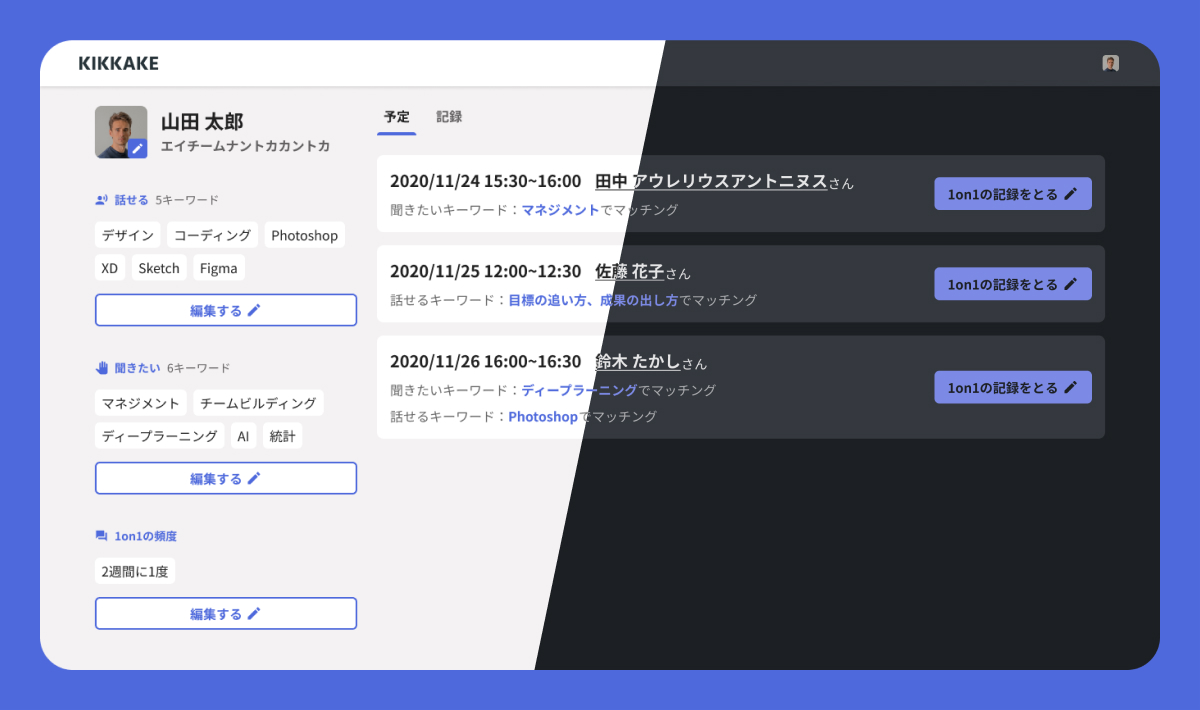 KIKKAKE
山田 太郎
エイチームナントカカントカ
話せる 5キーワード
デザイン コーディング Photoshop
XD Sketch Figma
編集する
聞きたい 6キーワード
マネジメント チームビルディング
ディープラーニング AI 統計
編集する
1on1の頻度
2週間に1度
編集する
予定 記録
2020/11/24 15:30~16:00 田中 アウレリウスアントニヌスさん
聞きたいキーワード：マネジメントでマッチング
1on1の記録をとる
2020/11/25 12:00~12:30 佐藤 花子さん
話せるキーワード：目標の追い方、成果の出し方でマッチング
1on1の記録をとる
2020/11/26 16:00~16:30 鈴木 たかしさん
聞きたいキーワード：ディープラーニングでマッチング
話せるキーワード：Photoshopでマッチング
1on1の記録をとる